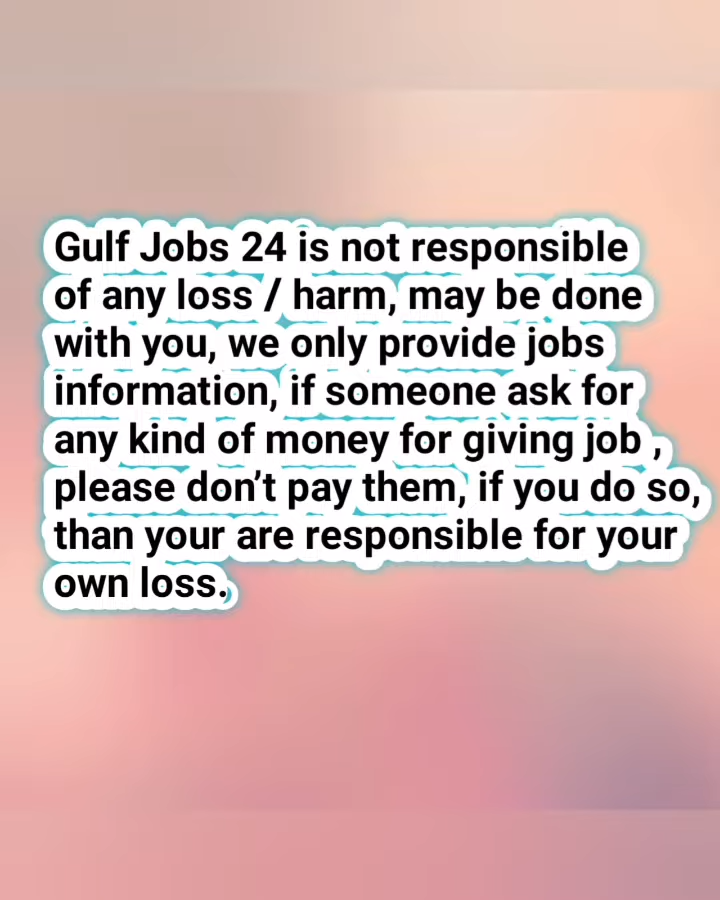 Gulf Jobs 24 is not responsible
of any loss / harm, may be done
with you, we only provide jobs
information, if someone ask for
any kind of money for giving job ,
please don’t pay them, if you do so,
than your are responsible for your
own loss.